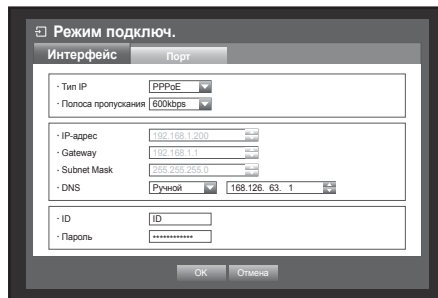 Режим подключ.
Интерфейс Порт
· Тип IP PPPoE
· Полоса пропускания 600kbps
· IP-адрес 192.168.1.200
· Gateway 192.168.1.1
· Subnet Mask 255.255.255.0
· DNS Ручной 168.126. 63. 1
· ID ID
· Пароль ************
OK Отмена